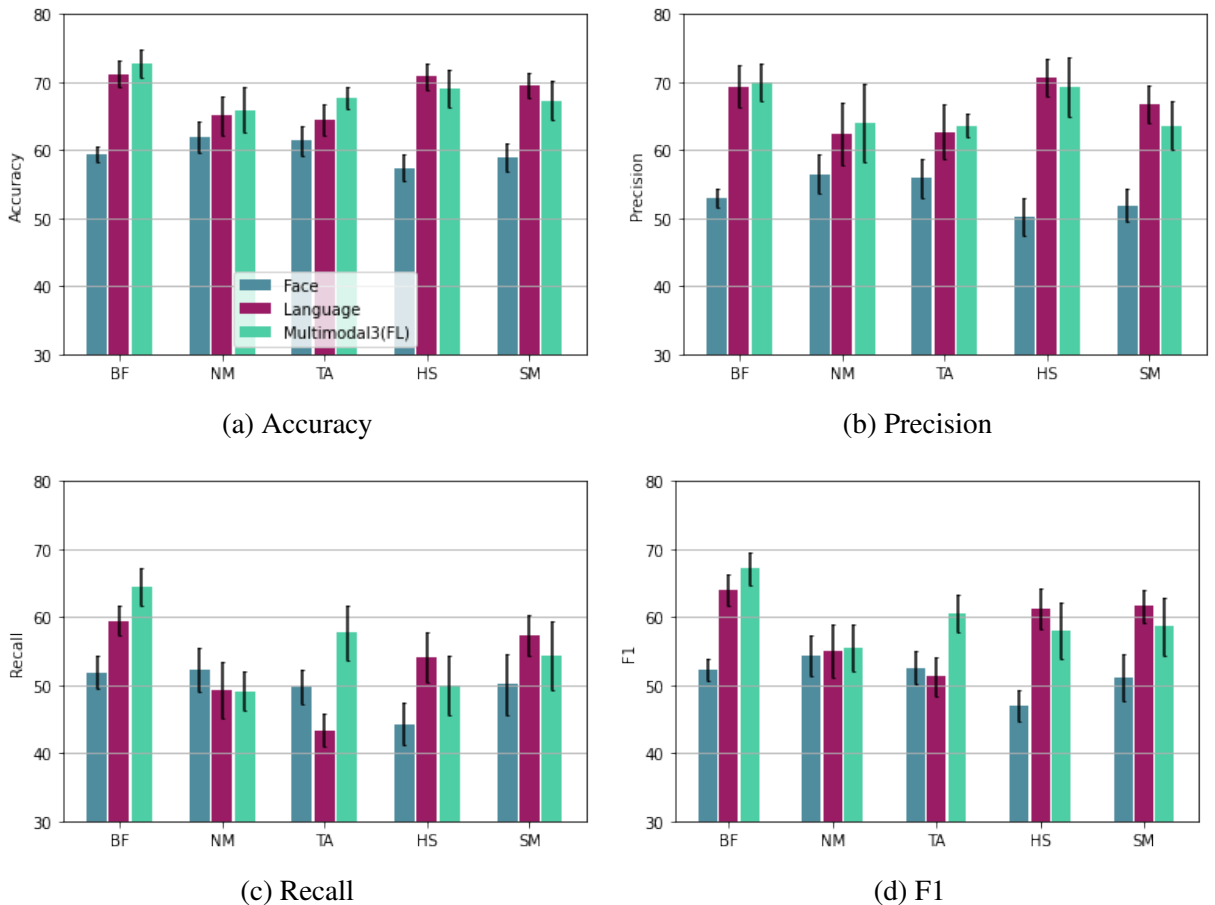 80
70
60
50
40
30
Accuracy
Face
Language
Multimodal3(FL)
BF NM TA HS SM
(a) Accuracy
80
70
60
50
40
30
Precision
BF NM TA HS SM
(b) Precision
80
70
60
50
40
30
Recall
BF NM TA HS SM
(c) Recall
80
70
60
50
40
30
F1
BF NM TA HS SM
(d) F1